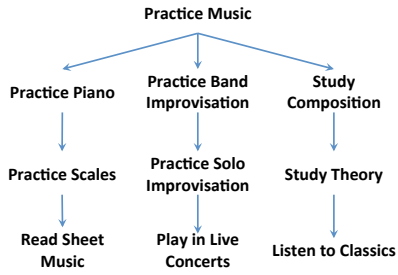 Practice Music
Practice Piano
Practice Band
Improvisation
Study
Composition
Practice Scales
Practice Solo
Improvisation
Study Theory
Read Sheet
Music
Play in Live
Concerts
Listen to Classics